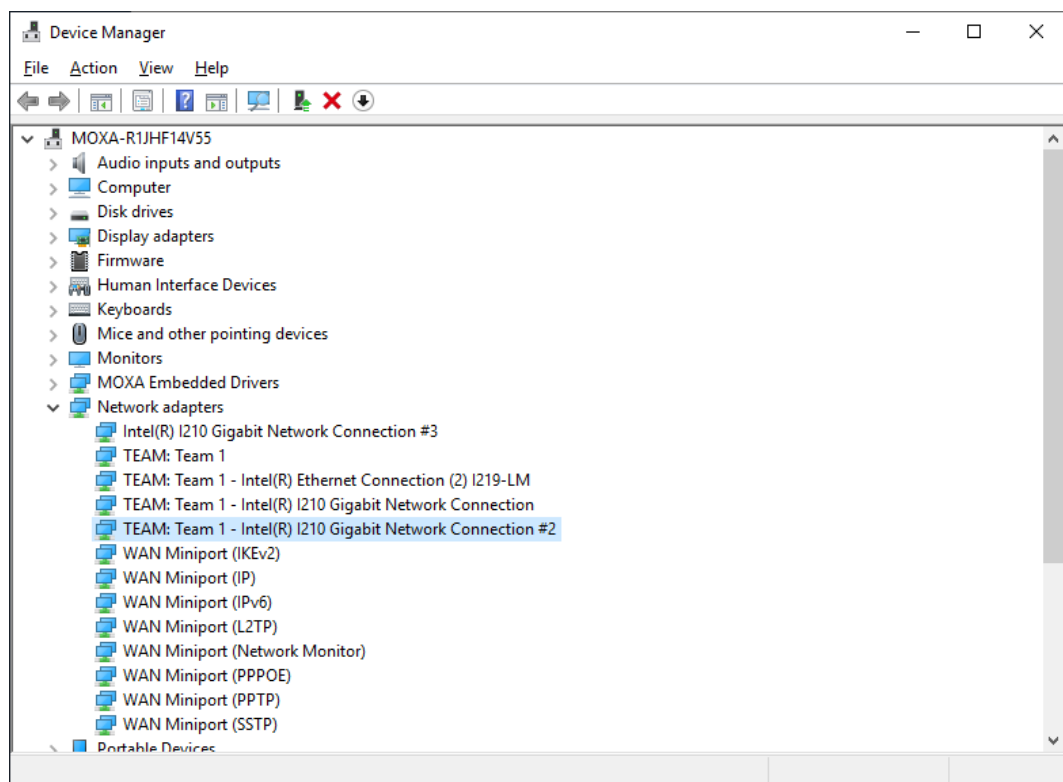 Device Manager
File Action View Help
MOXA-R1JHF14V55
Audio inputs and outputs
Computer
Disk drives
Display adapters
Firmware
Human Interface Devices
Keyboards
Mice and other pointing devices
Monitors
MOXA Embedded Drivers
Network adapters
Intel(R) I210 Gigabit Network Connection #3
TEAM: Team 1
TEAM: Team 1 - Intel(R) Ethernet Connection (2) I219-LM
TEAM: Team 1 - Intel(R) I210 Gigabit Network Connection
TEAM: Team 1 - Intel(R) I210 Gigabit Network Connection #2
WAN Miniport (IKEv2)
WAN Miniport (IP)
WAN Miniport (IPv6)
WAN Miniport (L2TP)
WAN Miniport (Network Monitor)
WAN Miniport (PPPOE)
WAN Miniport (PPTP)
WAN Miniport (SSTP)
Portable Devices